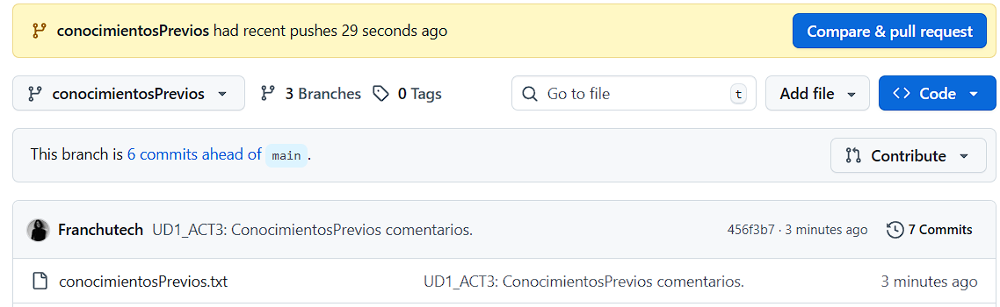 conocimientosPrevios had recent pushes 29 seconds ago Compare & pull request
conocimientosPrevios 3 Branches 0 Tags Go to file t Add file Code
This branch is 6 commits ahead of main. Contribute
Franchutech UD1_ACT3: ConocimientosPrevios comentarios. 456f3b7 · 3 minutes ago 7 Commits
conocimientosPrevios.txt UD1_ACT3: ConocimientosPrevios comentarios. 3 minutes ago